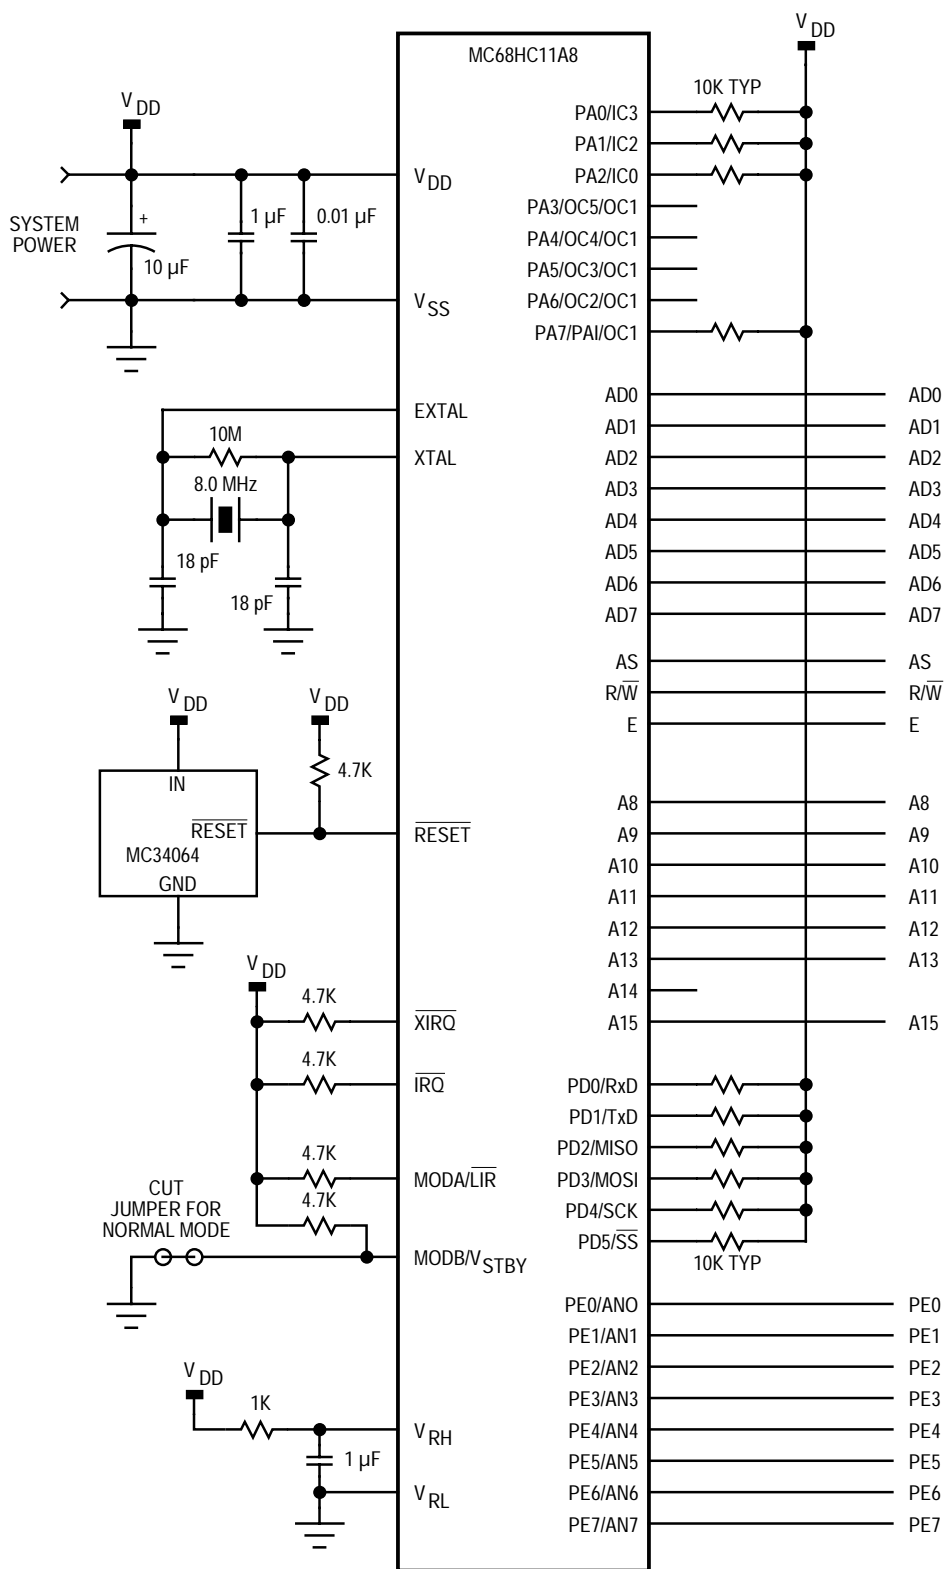 MC68HC11A8
V DD
SYSTEM
POWER
+
10 µF
1 µF
0.01 µF
V DD
V SS
EXTAL
XTAL
10M
8.0 MHz
18 pF
18 pF
V DD
V DD
IN
RESET
MC34064
GND
4.7K
RESET
V DD
4.7K
XIRQ
4.7K
IRQ
4.7K
MODA/LIR
4.7K
CUT
JUMPER FOR
NORMAL MODE
MODB/V STBY
V DD
1K
V RH
1 µF
V RL
V DD
10K TYP
PA0/IC3
PA1/IC2
PA2/IC0
PA3/OC5/OC1
PA4/OC4/OC1
PA5/OC3/OC1
PA6/OC2/OC1
PA7/PAI/OC1
AD0 AD0
AD1 AD1
AD2 AD2
AD3 AD3
AD4 AD4
AD5 AD5
AD6 AD6
AD7 AD7
AS AS
R/W R/W
E E
A8 A8
A9 A9
A10 A10
A11 A11
A12 A12
A13 A13
A14
A15 A15
PD0/RxD
PD1/TxD
PD2/MISO
PD3/MOSI
PD4/SCK
PD5/SS
10K TYP
PE0/ANO PE0
PE1/AN1 PE1
PE2/AN2 PE2
PE3/AN3 PE3
PE4/AN4 PE4
PE5/AN5 PE5
PE6/AN6 PE6
PE7/AN7 PE7